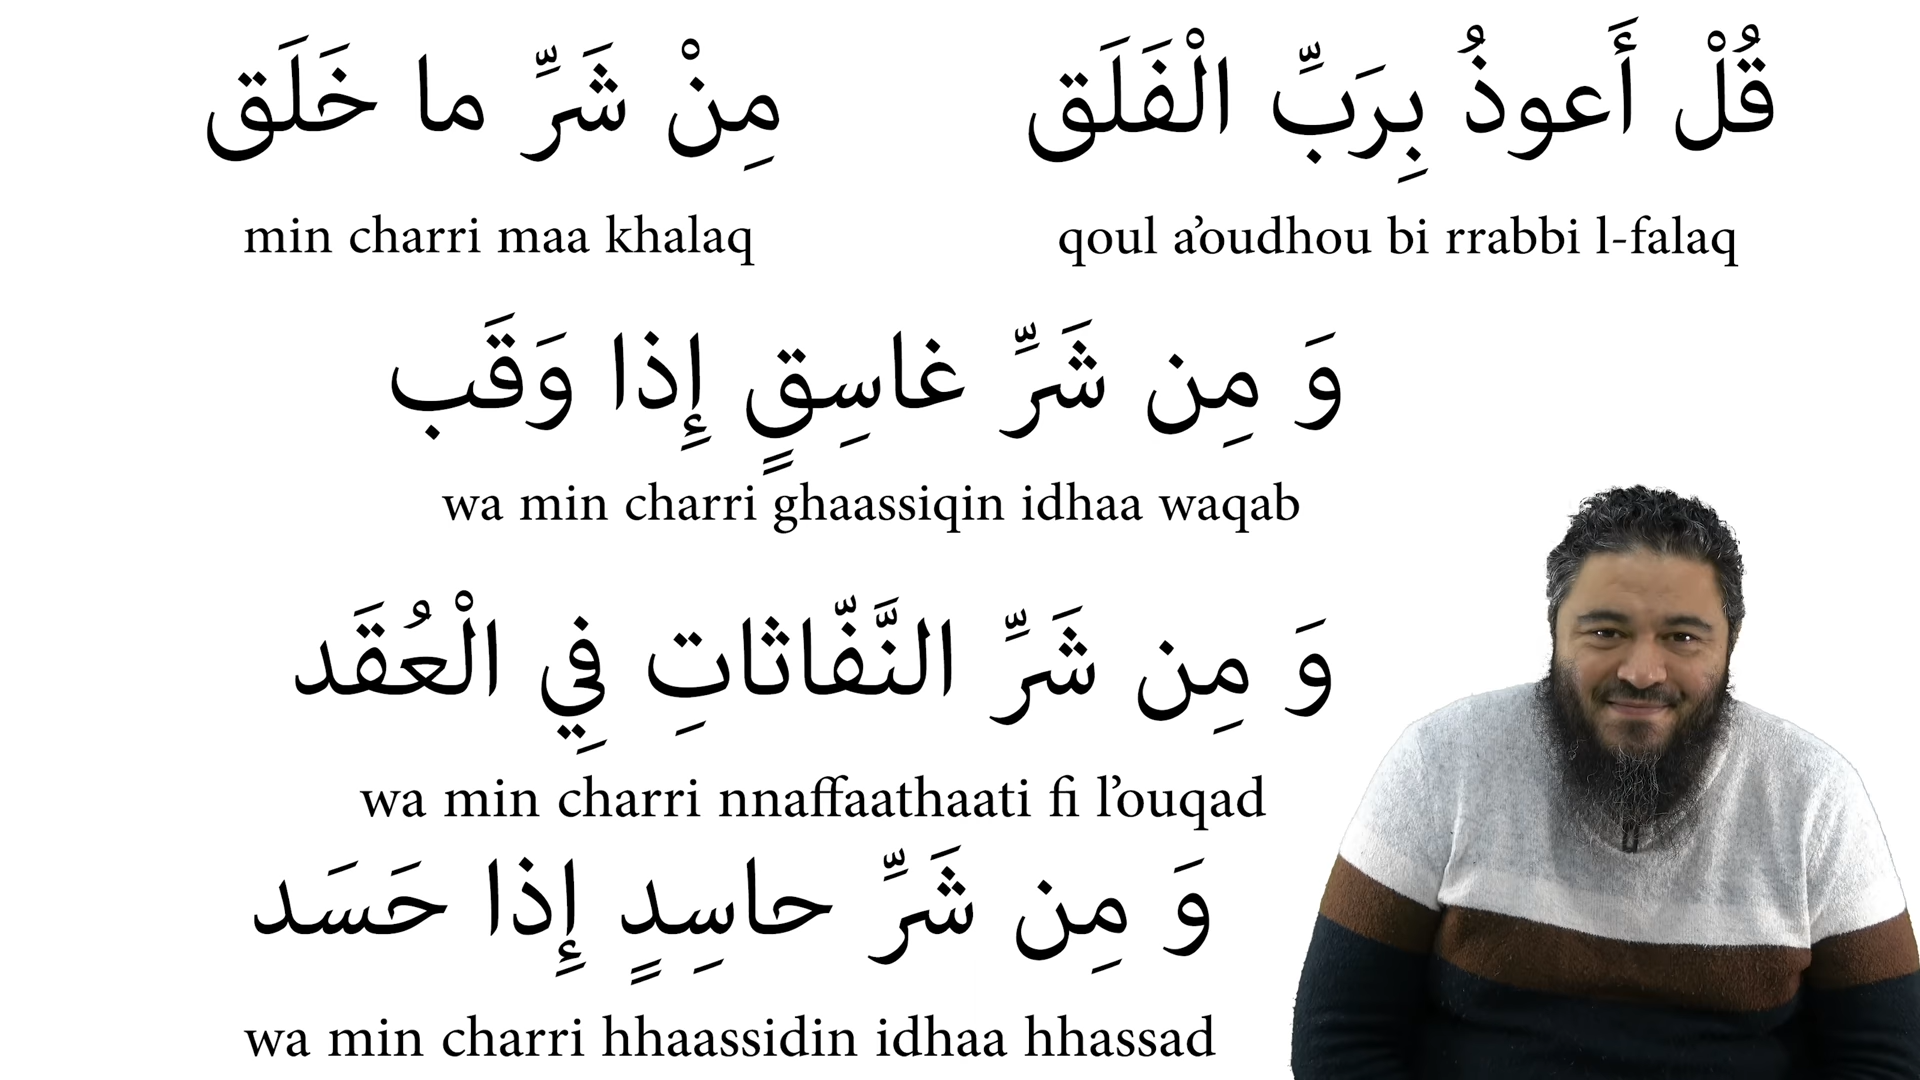 قُلْ أَعوذُ بِرَبِّ الْفَلَق
qoul a’oudhou bi rrabbi l-falaq
مِنْ شَرِّ ما خَلَق
min charri maa khalaq
وَ مِن شَرِّ غاسِقٍ إِذا وَقَب
wa min charri ghaassiqin idhaa waqab
وَ مِن شَرِّ النَّفّاثاتِ فِي الْعُقَد
wa min charri nnaffaathaati fi l’ouqad
وَ مِن شَرِّ حاسِدٍ إِذا حَسَد
wa min charri hhaassidin idhaa hhassad